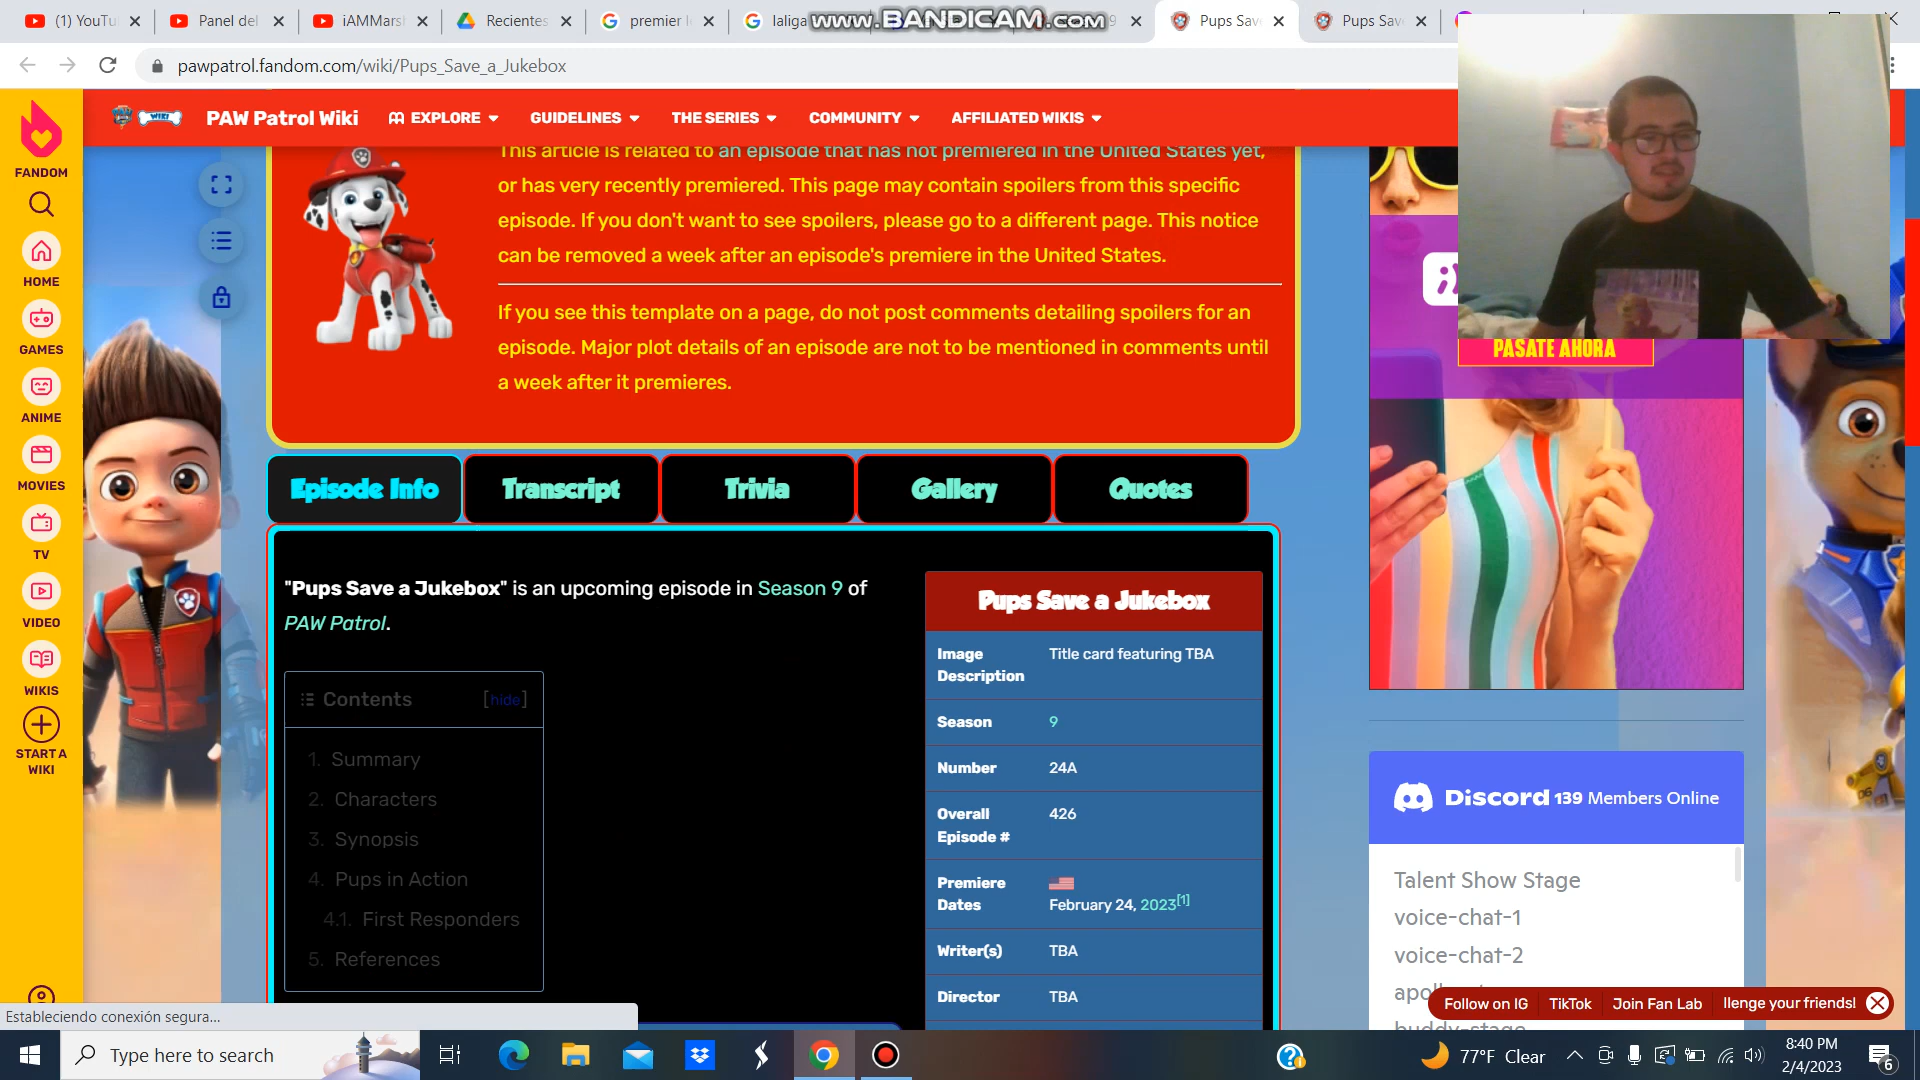 (1) YouTu
Panel del
iAMMars
Recientes
premier l
laliga
www.BANDICAM.com
9
Pups Sav
Pups Sav
pawpatrol.fandom.com/wiki/Pups_Save_a_Jukebox
WIKI
PAW Patrol Wiki
EXPLORE
GUIDELINES
THE SERIES
COMMUNITY
AFFILIATED WIKIS
FANDOM
HOME
GAMES
ANIME
MOVIES
TV
VIDEO
WIKIS
START A
WIKI
This article is related to an episode that has not premiered in the United States yet,
or has very recently premiered. This page may contain spoilers from this specific
episode. If you don't want to see spoilers, please go to a different page. This notice
can be removed a week after an episode's premiere in the United States.
If you see this template on a page, do not post comments detailing spoilers for an
episode. Major plot details of an episode are not to be mentioned in comments until
a week after it premieres.
PASATE AHORA
Episode Info
Transcript
Trivia
Gallery
Quotes
"Pups Save a Jukebox" is an upcoming episode in Season 9 of
PAW Patrol.
Contents [hide]
1. Summary
2. Characters
3. Synopsis
4. Pups in Action
4.1. First Responders
5. References
Pups Save a Jukebox
Image
Description
Title card featuring TBA
Season 9
Number 24A
Overall
Episode #
426
Premiere
Dates
February 24, 2023[1]
Writer(s) TBA
Director TBA
Discord 139 Members Online
Talent Show Stage
voice-chat-1
voice-chat-2
buddy-stage
Follow on IG
TikTok
Join Fan Lab
llenge your friends!
Estableciendo conexión segura...
Type here to search
77°F Clear
8:40 PM
2/4/2023
6